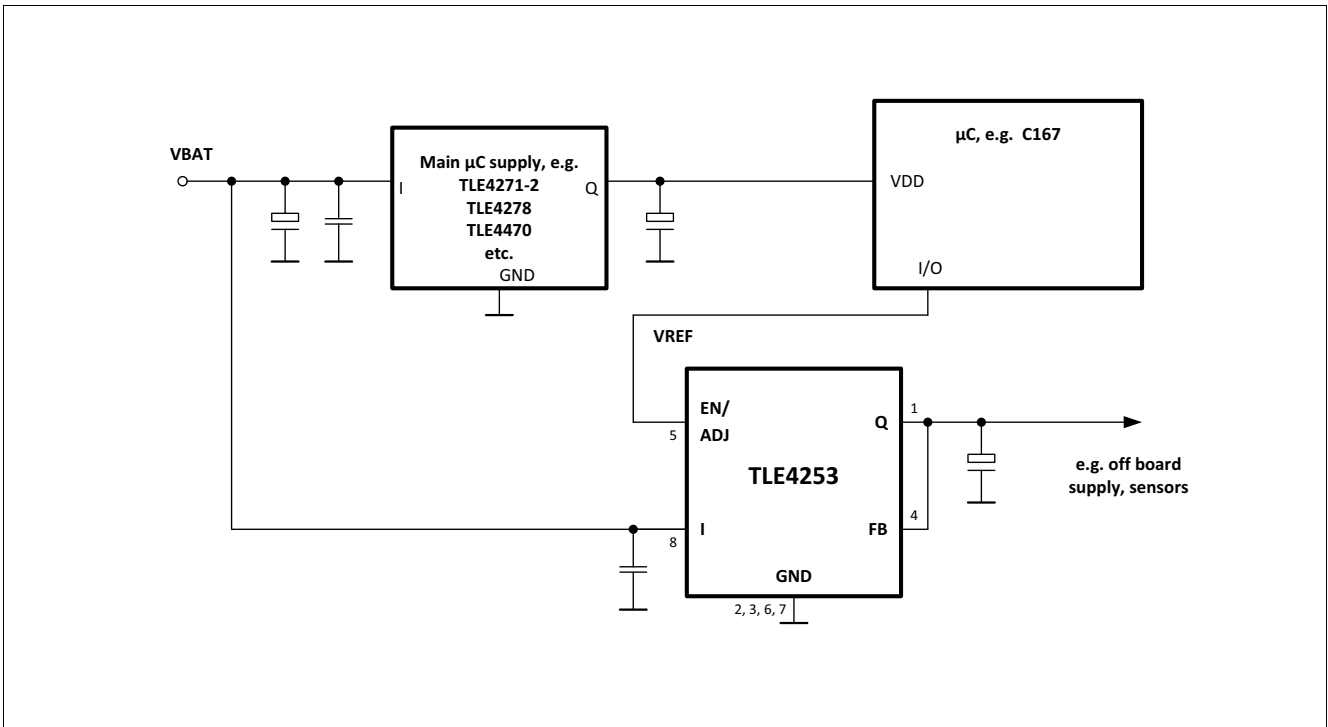 VBAT
I
Main µC supply, e.g.
TLE4271-2
TLE4278
TLE4470
etc.
GND
Q
µC, e.g. C167
VDD
I/O
VREF
EN/
ADJ
5
I
8
TLE4253
Q
1
FB
4
GND
2, 3, 6, 7
e.g. off board
supply, sensors